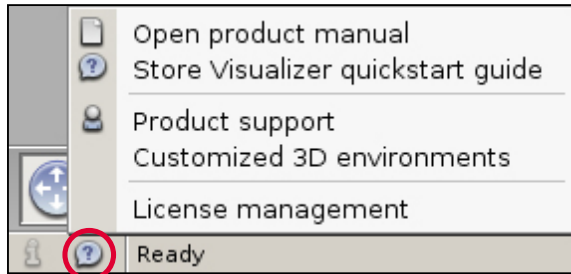 Open product manual
Store Visualizer quickstart guide
Product support
Customized 3D environments
License management
Ready